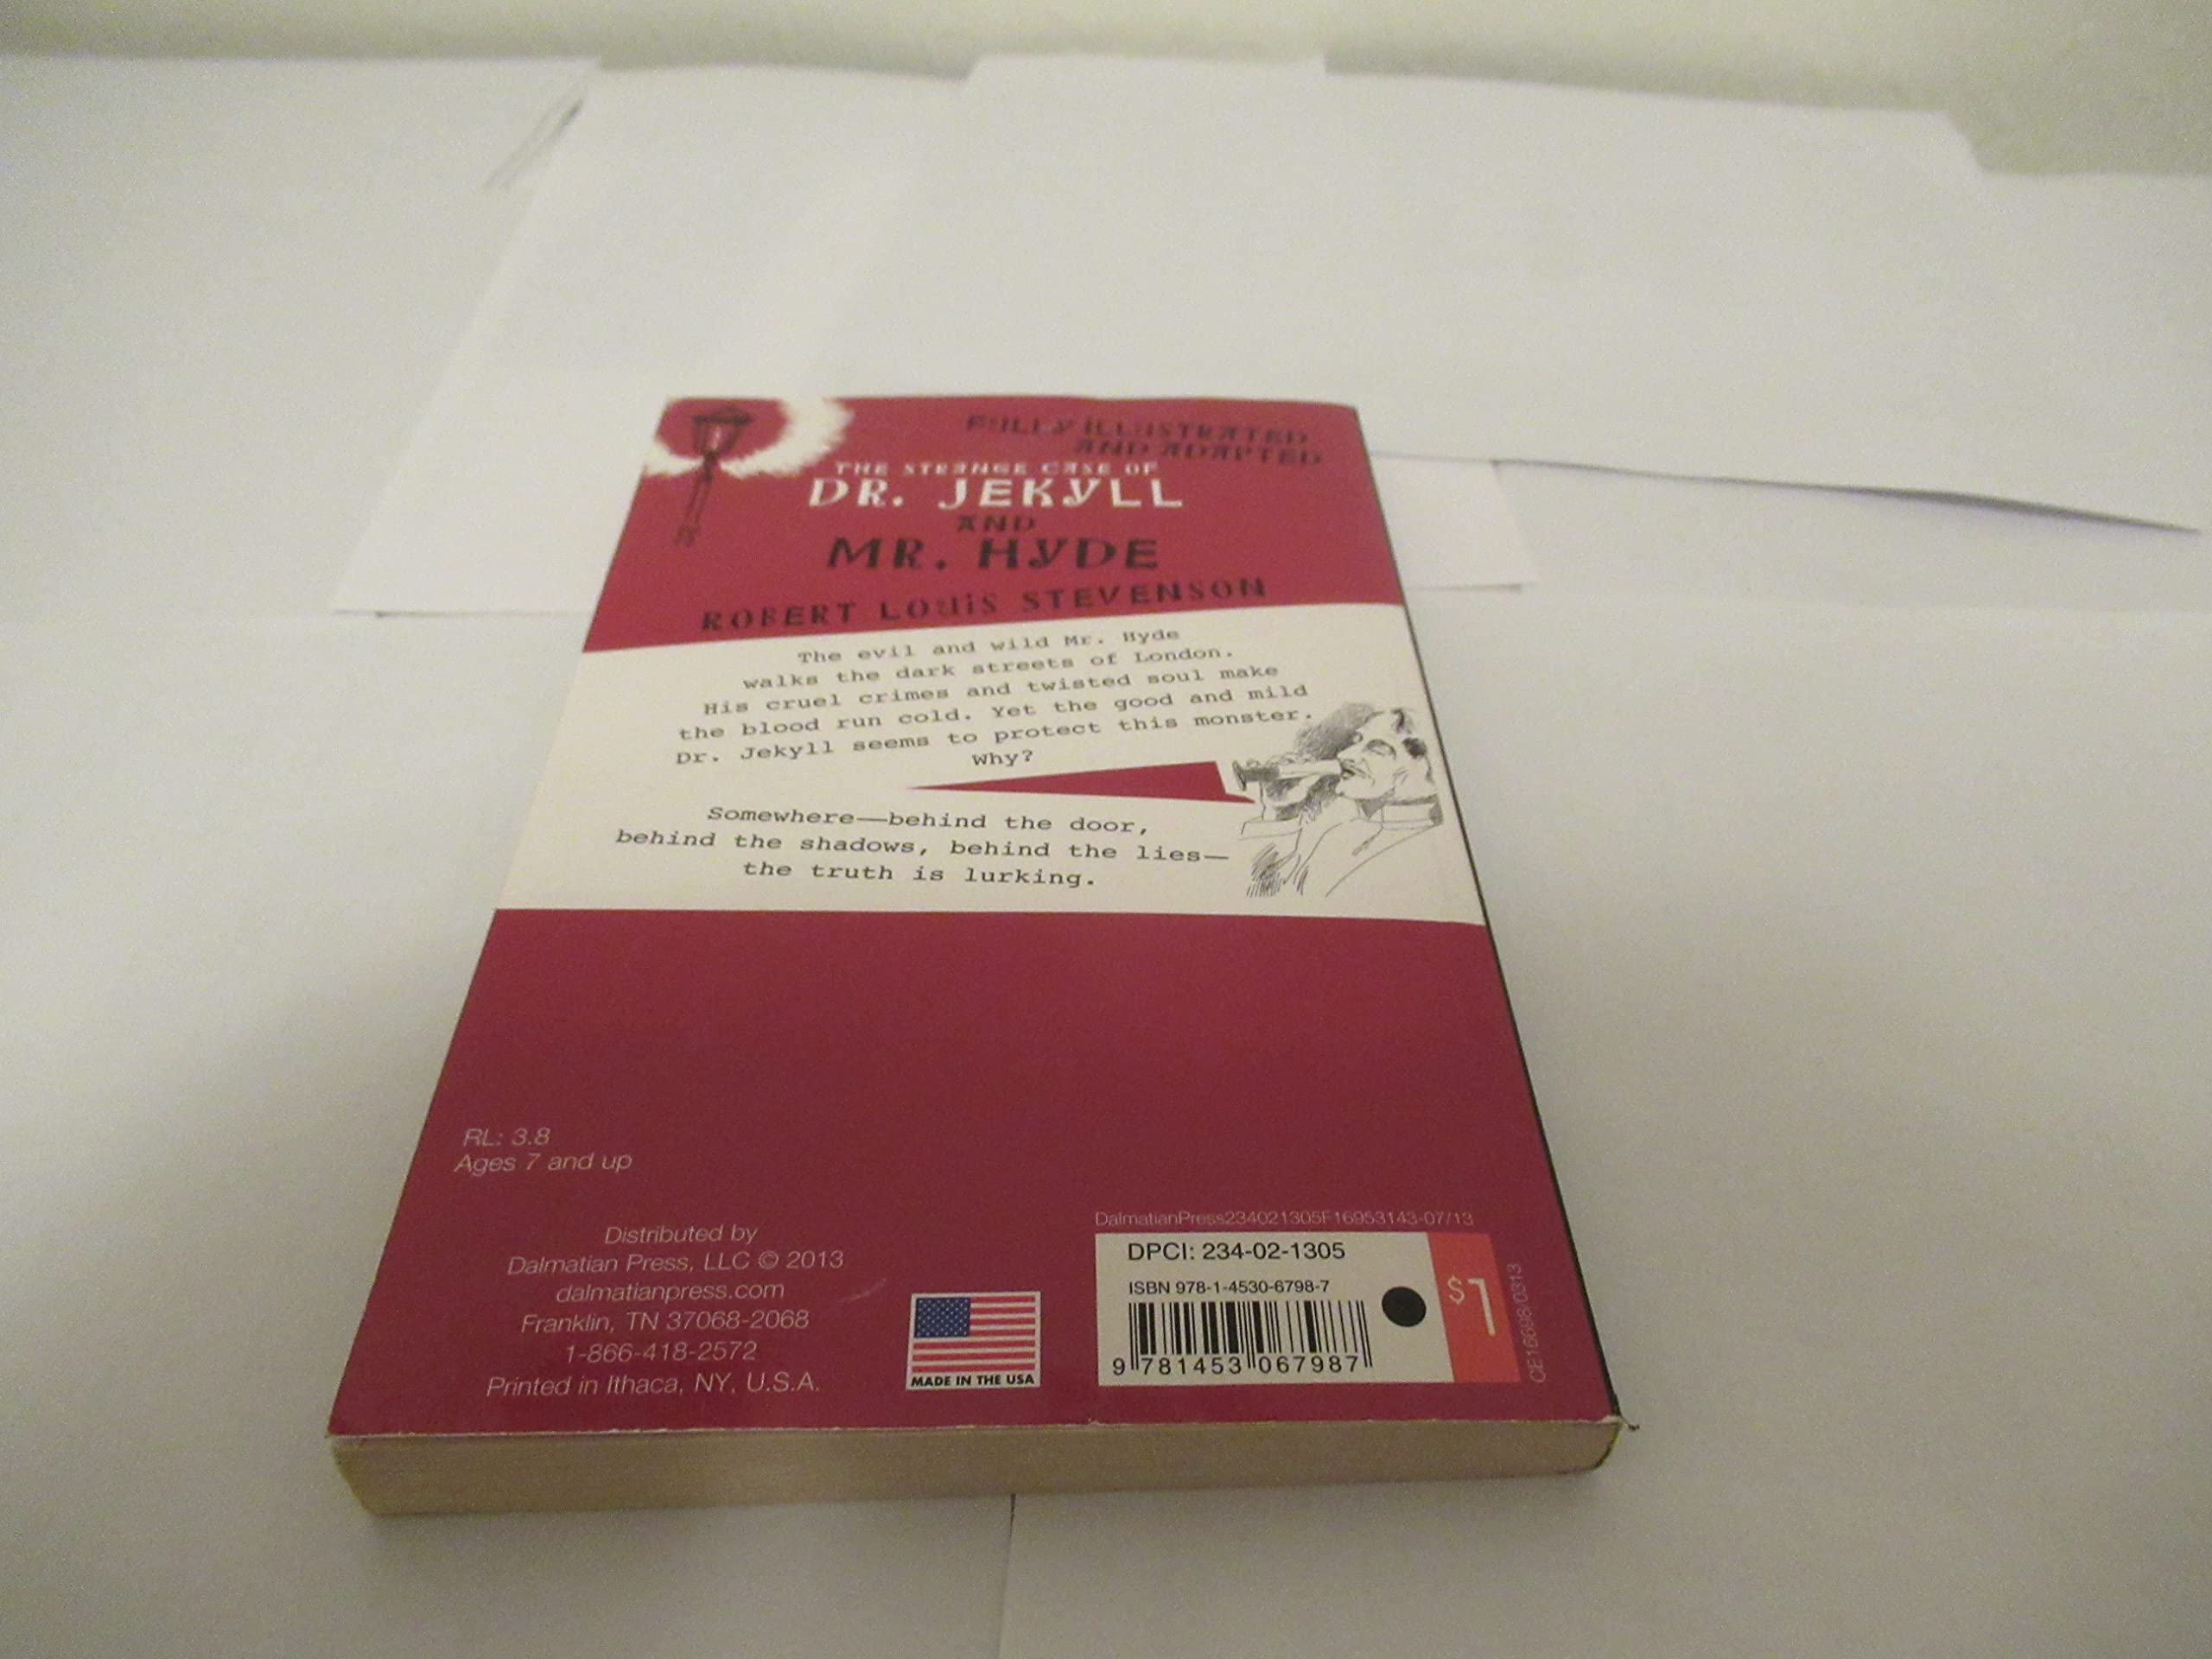 FULLY ILLUSTRATED
AND ADAPTED
THE STRANGE CASE OF
DR. JEKYLL
AND
MR. HYDE
ROBERT LOUIS STEVENSON
The evil and wild Mr. Hyde
walks the dark streets of London.
His cruel crimes and twisted soul make
the blood run cold. Yet the good and mild
Dr. Jekyll seems to protect this monster.
Why?
Somewhere—behind the door,
behind the shadows, behind the lies—
the truth is lurking.
RL: 3.8
Ages 7 and up
Distributed by
Dalmatian Press, LLC © 2013
dalmatianpress.com
Franklin, TN 37068-2068
1-866-418-2572
Printed in Ithaca, NY, U.S.A.
MADE IN THE USA
DalmatianPress234021305F16953143-07/13
DPCI: 234-02-1305
ISBN 978-1-4530-6798-7
9 781453 067987
$1
CE16698/0313